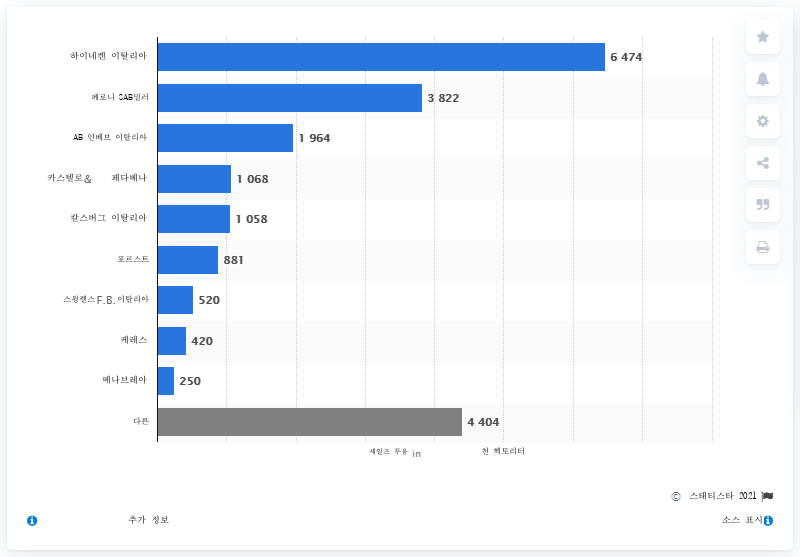 하이네켄 이탈리아 6 474
페로니 SAB밀러 3 822
AB 인베브 이탈리아 1 964
카스텔로& 페다베나 1 068
칼스버그 이탈리아 1 058
포르스트 881
스윙켈스 F.B. 이탈리아 520
케레스 420
메나브레아 250
다른 4 404
세일즈 투융 in 천 헥토리터
© 스태티스타 2021
추가 정보 소스 표시